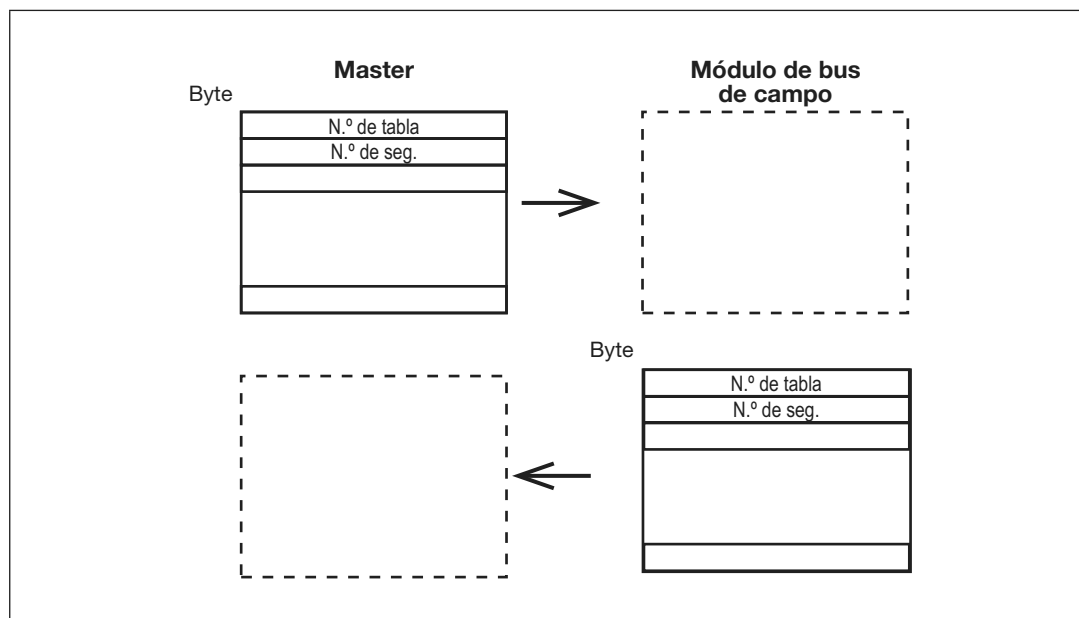 Master
Módulo de bus
de campo
Byte
N.º de tabla
N.º de seg.
Byte
N.º de tabla
N.º de seg.